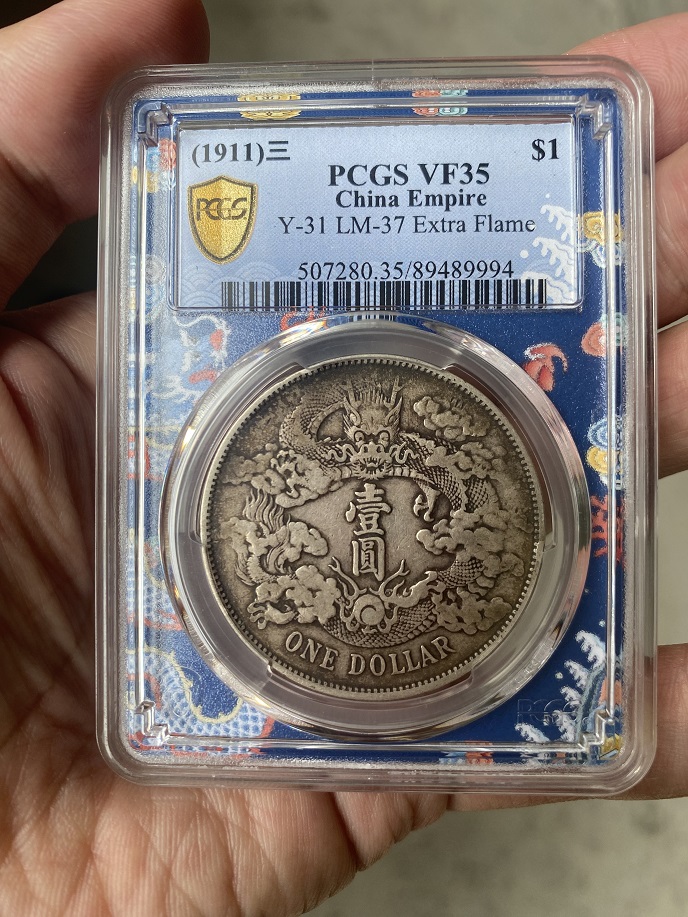 (1911)三 $1
PCGS VF35
China Empire
Y-31 LM-37 Extra Flame
507280.35/89489994
PCGS
壹
圓
ONE DOLLAR
PCGS